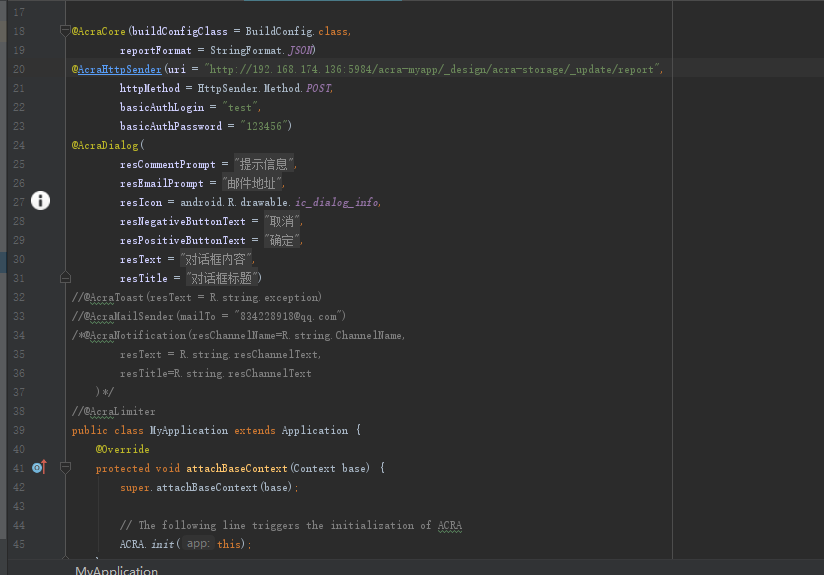 17
18 @AcraCore(buildConfigClass = BuildConfig.class,
19 reportFormat = StringFormat.JSON)
20 @AcraHttpSender(uri = "http://192.168.174.136:5984/acra-myapp/_design/acra-storage/_update/report",
21 httpMethod = HttpSender.Method.POST,
22 basicAuthLogin = "test",
23 basicAuthPassword = "123456")
24 @AcraDialog(
25 resCommentPrompt = "提示信息",
26 resEmailPrompt = "邮件地址",
27 resIcon = android.R.drawable.ic_dialog_info,
28 resNegativeButtonText = "取消",
29 resPositiveButtonText = "确定",
30 resText = "对话框内容",
31 resTitle = "对话框标题")
32 //@AcraToast(resText = R.string.exception)
33 //@AcraMailSender(mailTo = "834228918@qq.com")
34 /*@AcraNotification(resChannelName=R.string.ChannelName,
35 resText = R.string.resChannelText,
36 resTitle=R.string.resChannelText
37 )*/
38 //@AcraLimiter
39 public class MyApplication extends Application {
40 @Override
41 protected void attachBaseContext(Context base) {
42 super.attachBaseContext(base);
43
44 // The following line triggers the initialization of ACRA
45 ACRA.init( app: this);
MyApplication